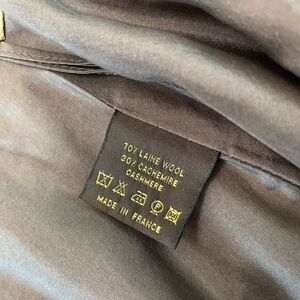 70% LAINE WOOL
30% CACHEMIRE
CASHMERE
MADE IN FRANCE